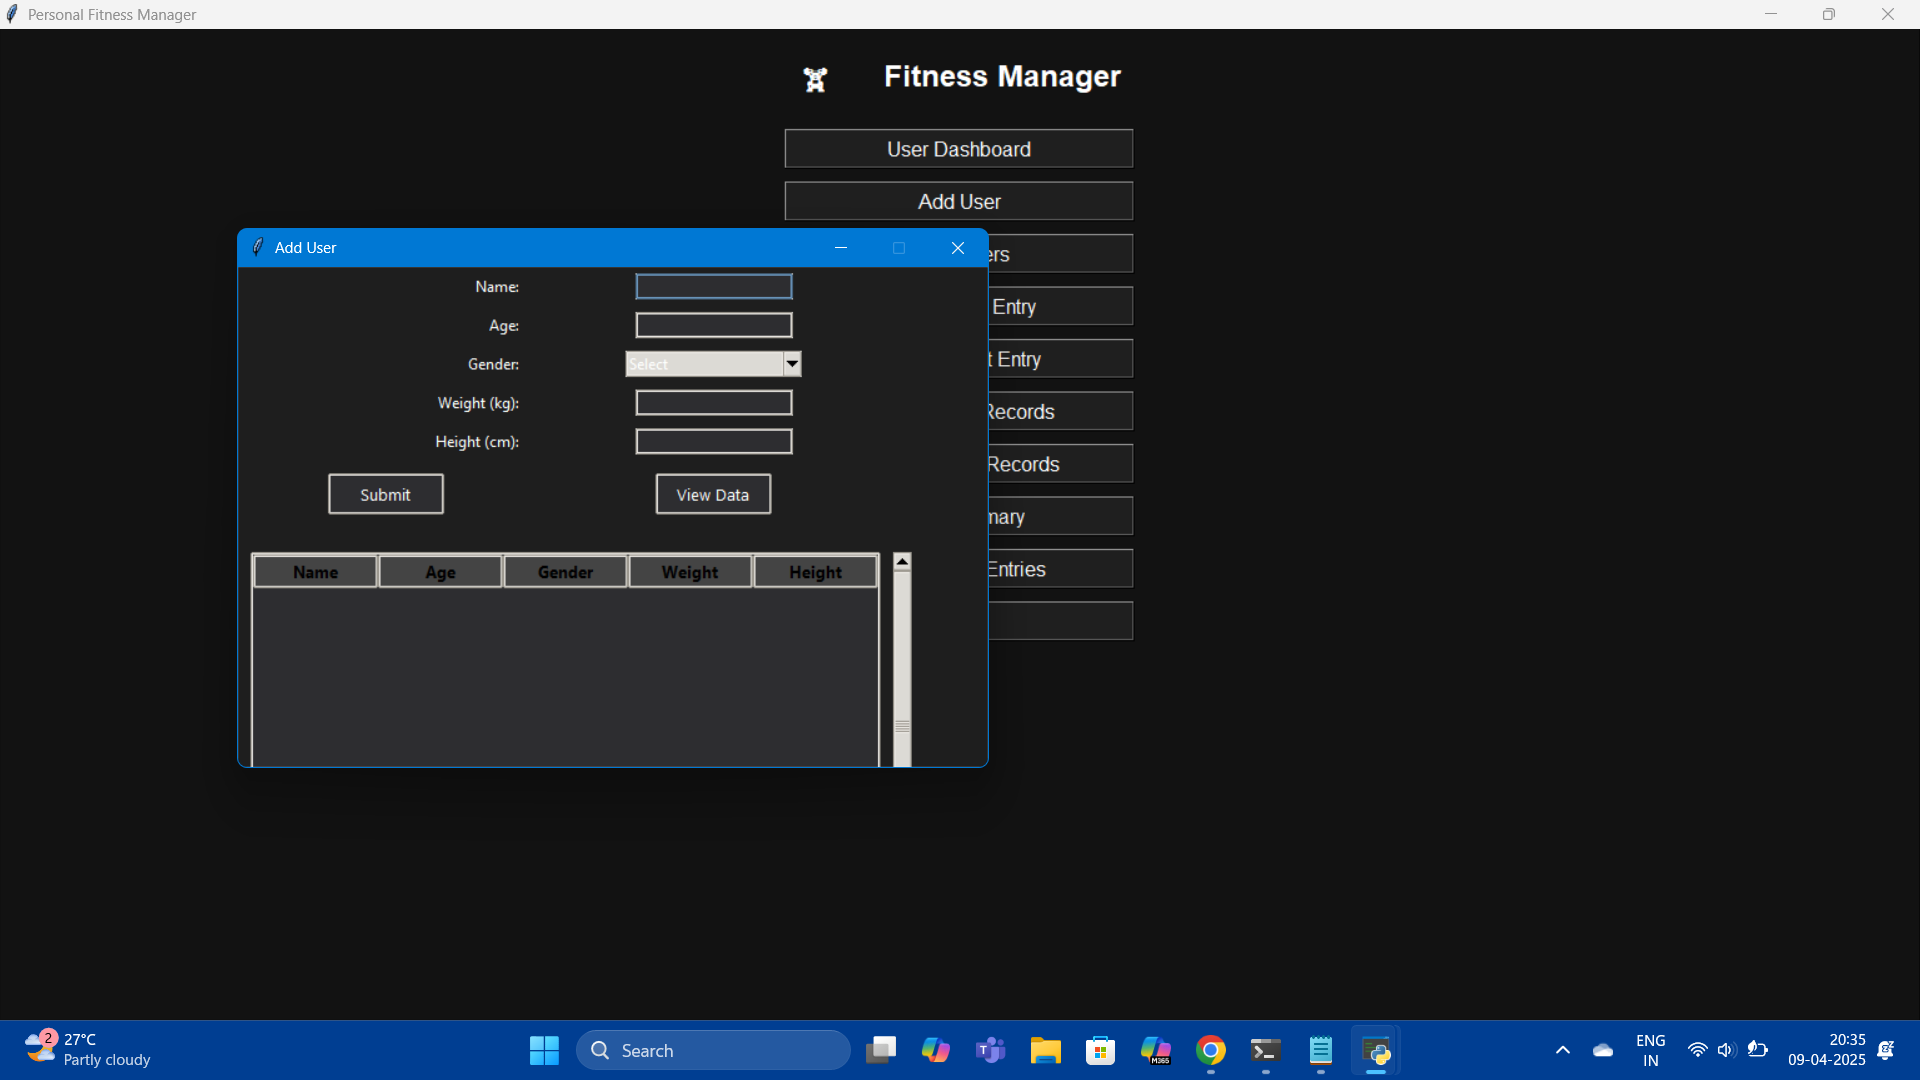 Personal Fitness Manager
Fitness Manager
User Dashboard
Add User
Add User
Name:
Age:
Gender:
Select
Weight (kg):
Height (cm):
Submit
View Data
Name Age Gender Weight Height
Entry
Entry
Records
Records
Entries
2
27°C
Partly cloudy
Search
T
M365
ENG
IN
20:35
09-04-2025